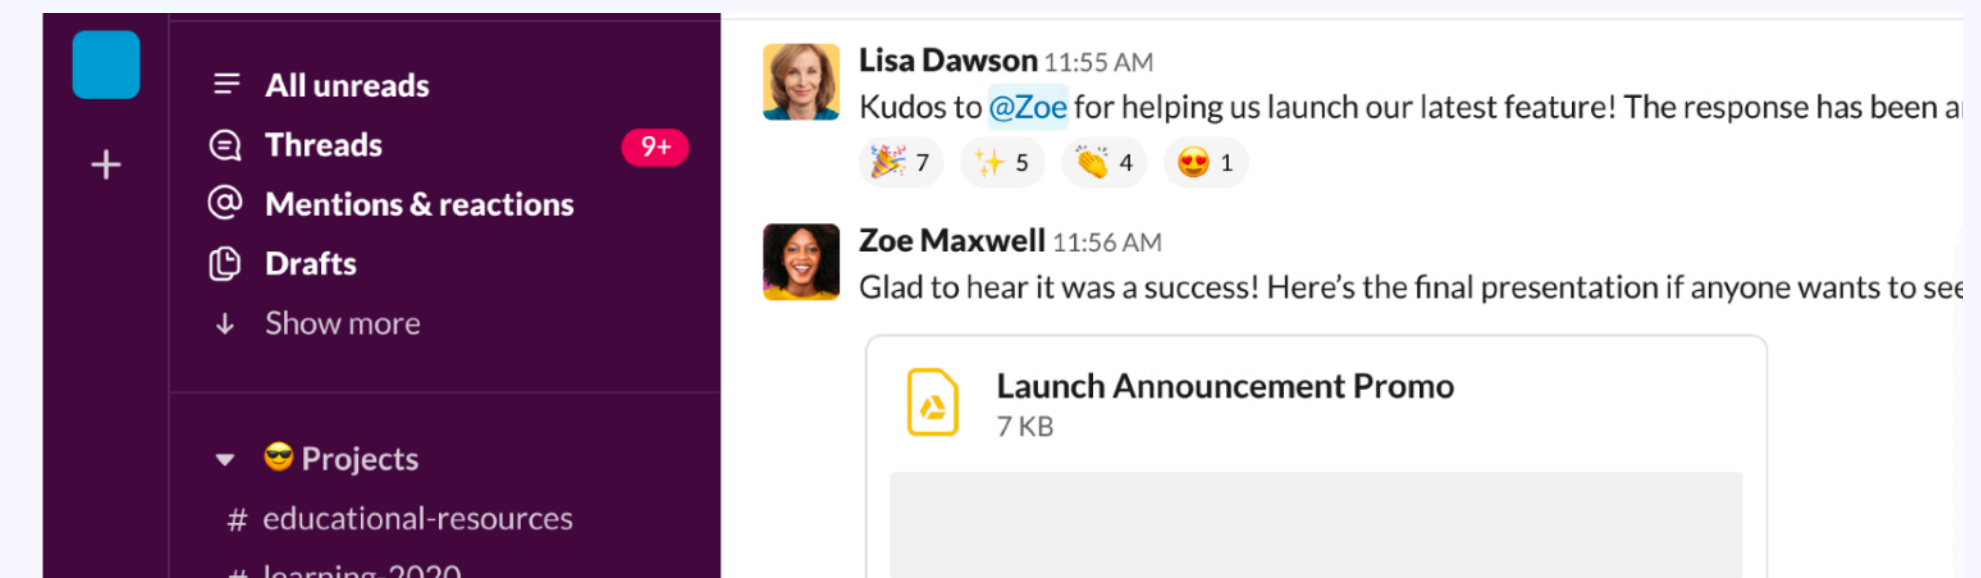 All unreads
Threads 9+
Mentions & reactions
Drafts
Show more
😎 Projects
# educational-resources
# learning-2020
Lisa Dawson 11:55 AM
Kudos to @Zoe for helping us launch our latest feature! The response has been
🎉 7 ✨ 5 👏 4 😍 1
Zoe Maxwell 11:56 AM
Glad to hear it was a success! Here’s the final presentation if anyone wants to see
Launch Announcement Promo
7 KB